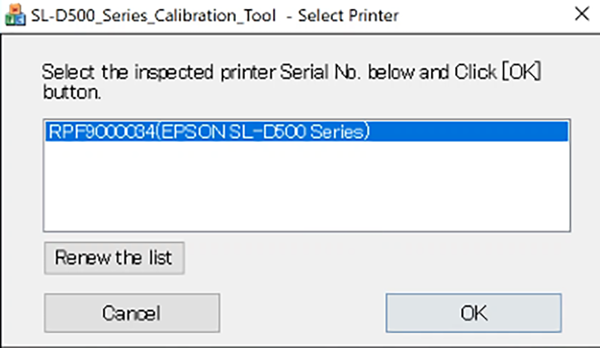 SL-D500_Series_Calibration_Tool - Select Printer
Select the inspected printer Serial No. below and Click [OK]
button.
RPF9000034(EPSON SL-D500 Series)
Renew the list
Cancel
OK